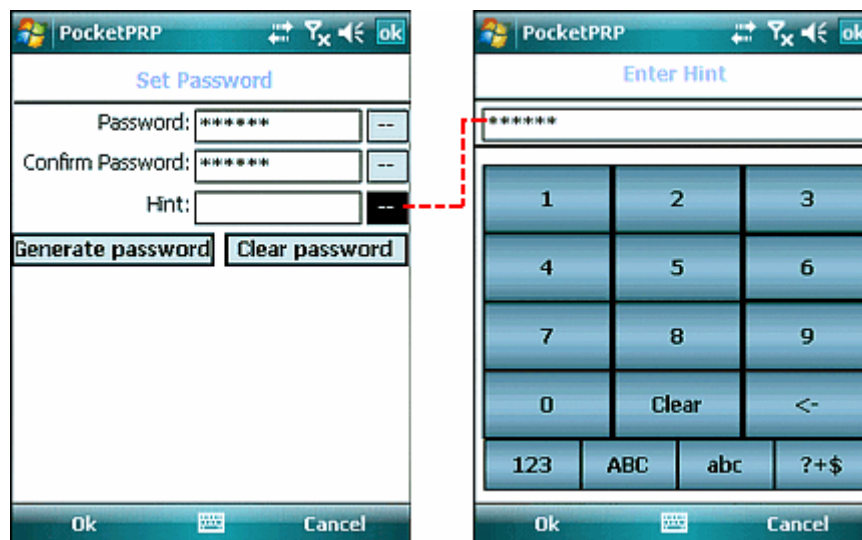 PocketPRP ok
Set Password
Password: ****** --
Confirm Password: ****** --
Hint: --
Generate password Clear password
Ok Cancel
PocketPRP ok
Enter Hint
******
1 2 3
4 5 6
7 8 9
0 Clear <-
123 ABC abc ?+$
Ok Cancel